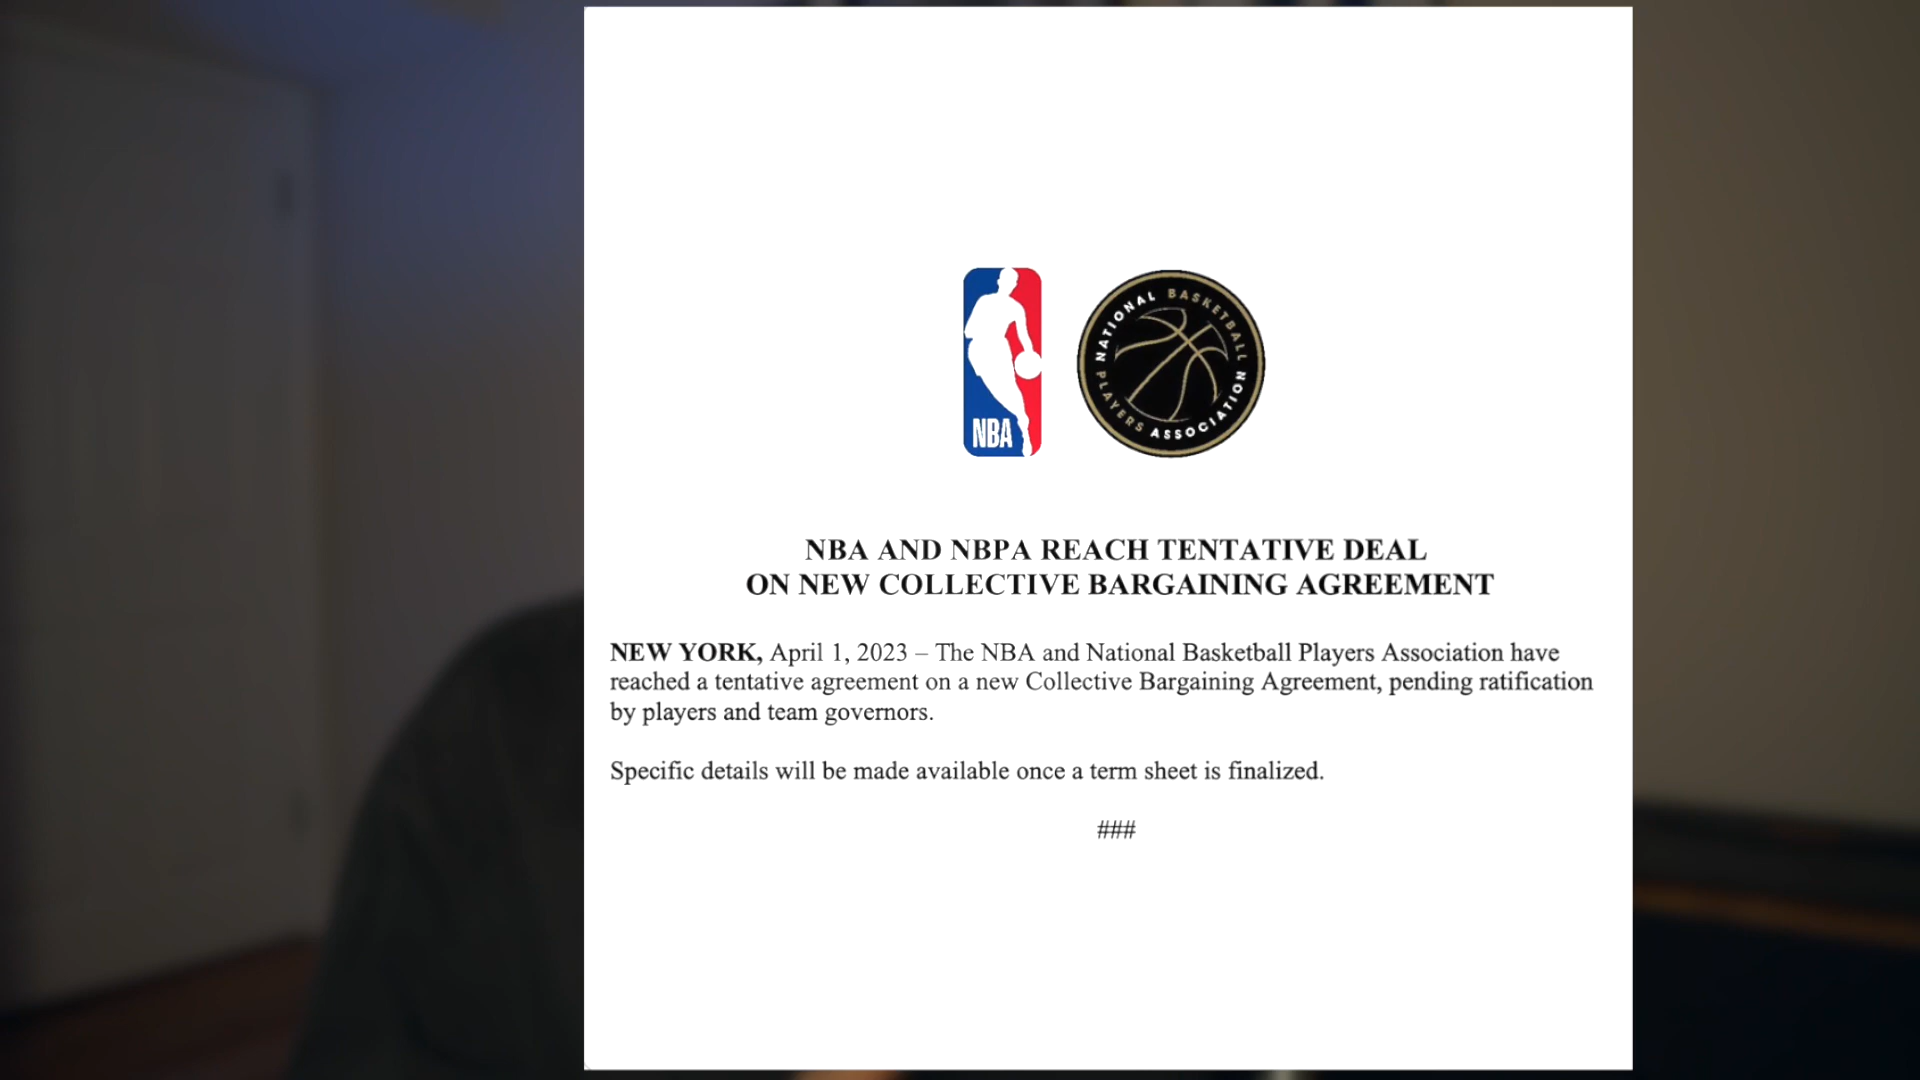 NBA
NATIONAL BASKETBALL
PLAYERS ASSOCIATION
NBA AND NBPA REACH TENTATIVE DEAL
ON NEW COLLECTIVE BARGAINING AGREEMENT
NEW YORK, April 1, 2023 – The NBA and National Basketball Players Association have
reached a tentative agreement on a new Collective Bargaining Agreement, pending ratification
by players and team governors.
Specific details will be made available once a term sheet is finalized.
###